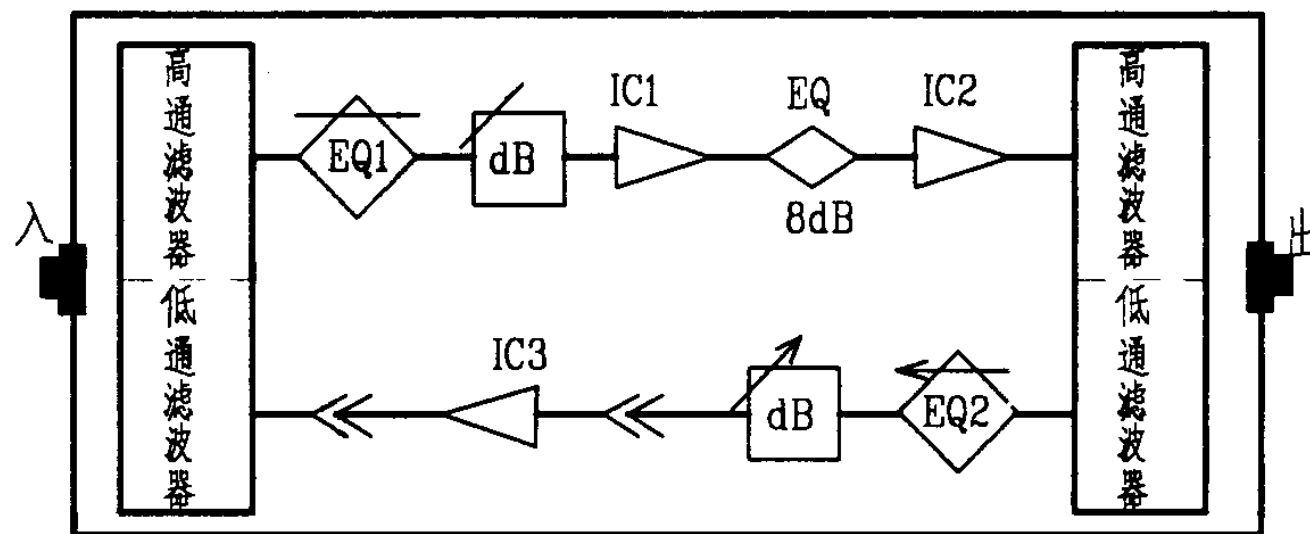 入
高通滤波器
低通滤波器
EQ1
dB
IC1
EQ
8dB
IC2
高通滤波器
低通滤波器
出
IC3
dB
EQ2